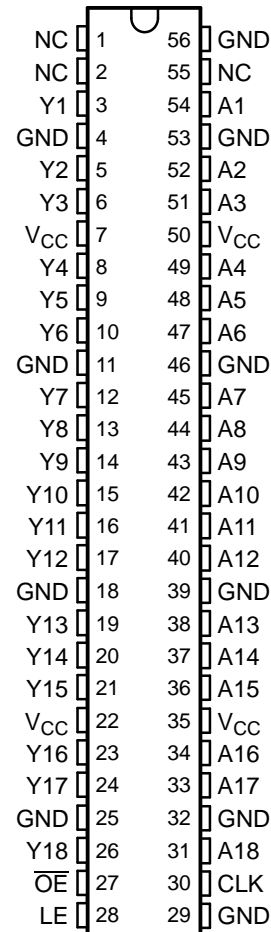 NC 1 56 GND
NC 2 55 NC
Y1 3 54 A1
GND 4 53 GND
Y2 5 52 A2
Y3 6 51 A3
VCC 7 50 VCC
Y4 8 49 A4
Y5 9 48 A5
Y6 10 47 A6
GND 11 46 GND
Y7 12 45 A7
Y8 13 44 A8
Y9 14 43 A9
Y10 15 42 A10
Y11 16 41 A11
Y12 17 40 A12
GND 18 39 GND
Y13 19 38 A13
Y14 20 37 A14
Y15 21 36 A15
VCC 22 35 VCC
Y16 23 34 A16
Y17 24 33 A17
GND 25 32 GND
Y18 26 31 A18
O̅E̅ 27 30 CLK
LE 28 29 GND